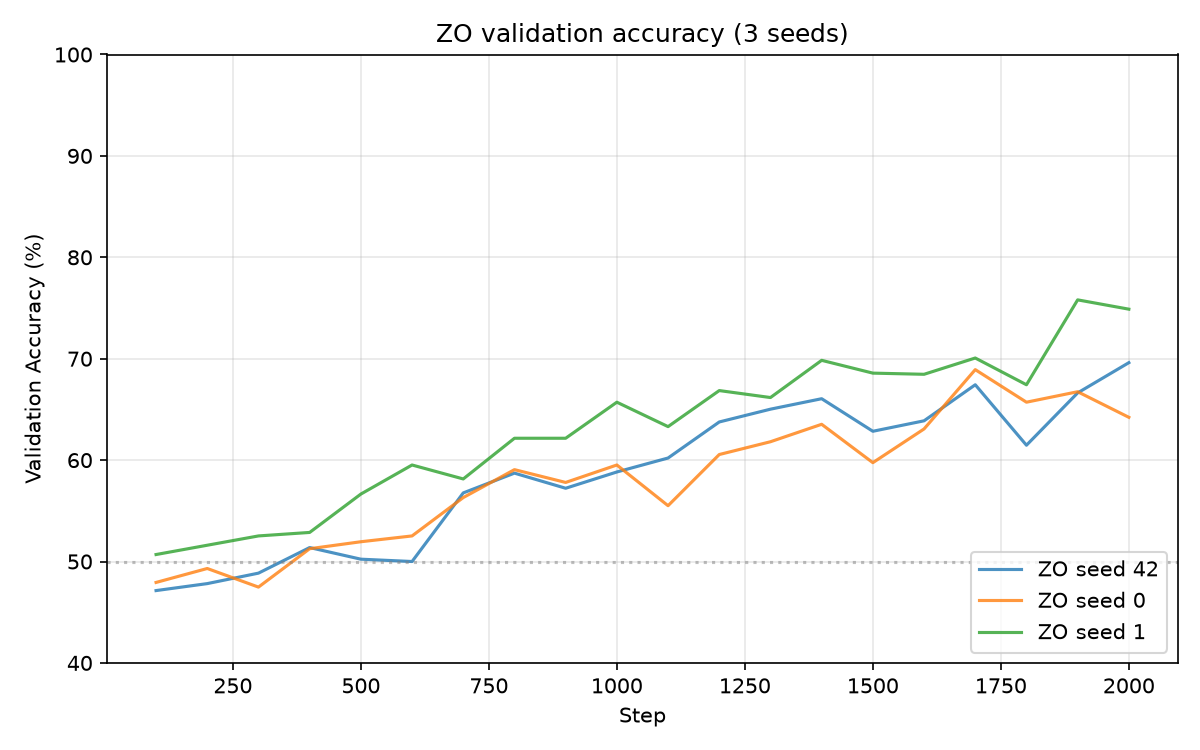 ZO validation accuracy (3 seeds)
Validation Accuracy (%)
100
90
80
70
60
50
40
250 500 750 1000 1250 1500 1750 2000
Step
ZO seed 42
ZO seed 0
ZO seed 1